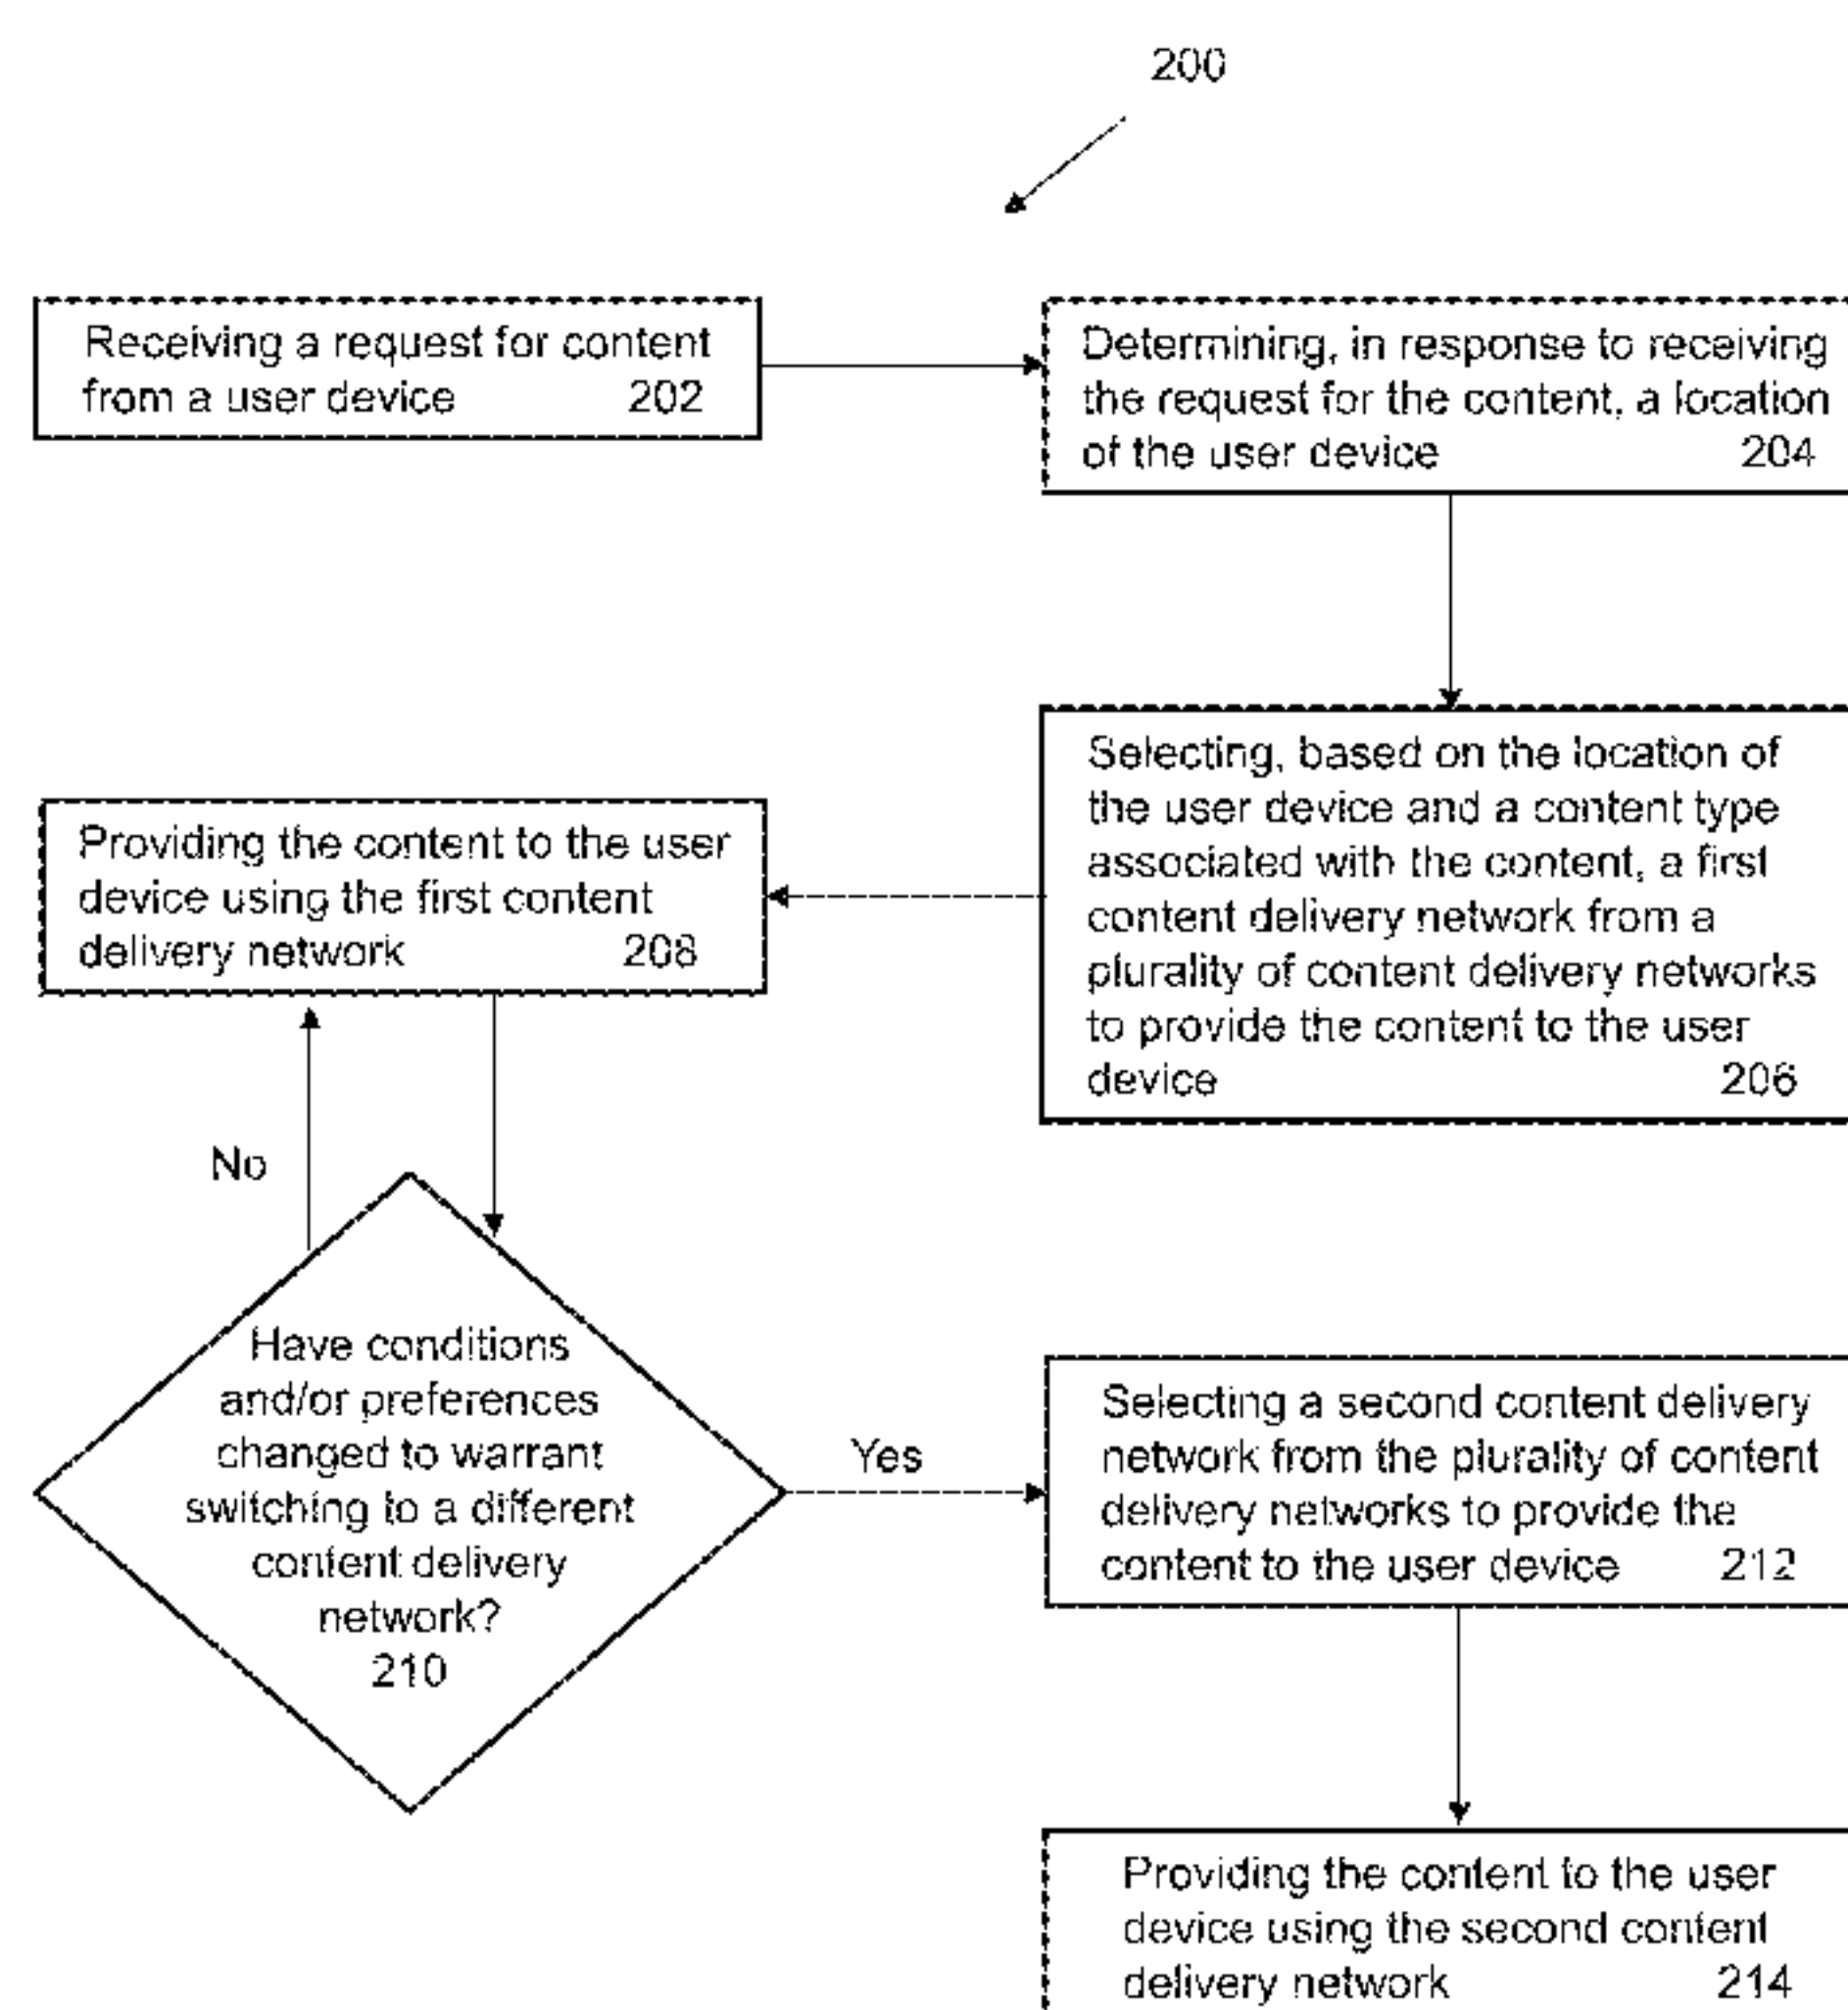 200
Receiving a request for content
from a user device 202
Determining, in response to receiving
the request for the content, a location
of the user device 204
Selecting, based on the location of
the user device and a content type
associated with the content, a first
content delivery network from a
plurality of content delivery networks
to provide the content to the user
device 206
Providing the content to the user
device using the first content
delivery network 208
No
Have conditions
and/or preferences
changed to warrant
switching to a different
content delivery
network?
210
Yes
Selecting a second content delivery
network from the plurality of content
delivery networks to provide the
content to the user device 212
Providing the content to the user
device using the second content
delivery network 214